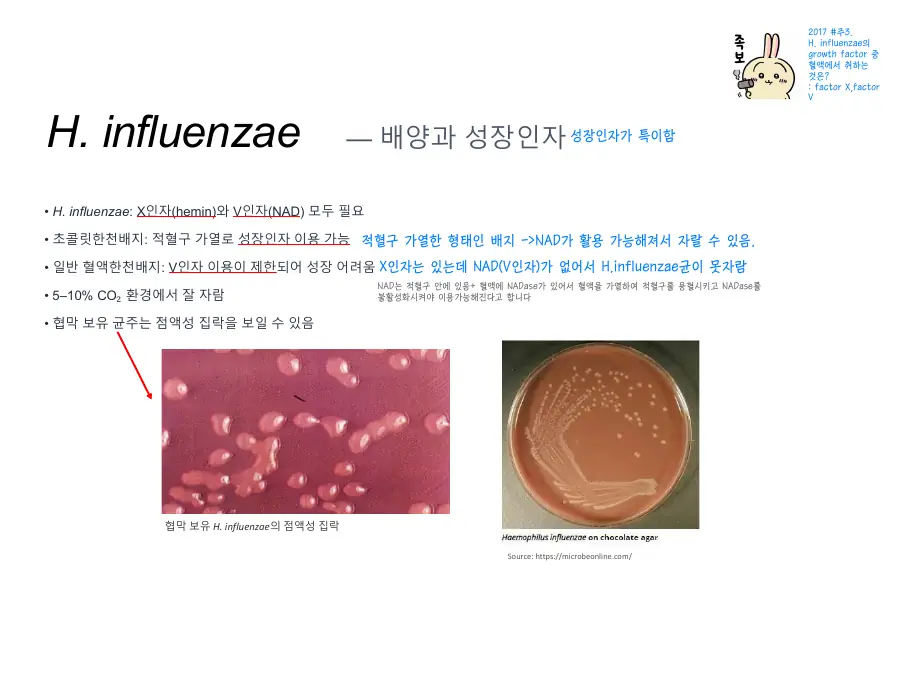 족
보
2017 #주3.
H. influenzae의
growth factor 중
혈액에서 취하는
것은?
: factor X,factor
V
H. influenzae — 배양과 성장인자 성장인자가 특이함
• H. influenzae: X인자(hemin)와 V인자(NAD) 모두 필요
• 초콜릿한천배지: 적혈구 가열로 성장인자 이용 가능 적혈구 가열한 형태인 배지 ->NAD가 활용 가능해져서 자랄 수 있음.
• 일반 혈액한천배지: V인자 이용이 제한되어 성장 어려움 X인자는 있는데 NAD(V인자)가 없어서 H.influenzae균이 못자람
NAD는 적혈구 안에 있음+ 혈액에 NADase가 있어서 혈액을 가열하여 적혈구를 용혈시키고 NADase를
불활성화시켜야 이용가능해진다고 합니다
• 5–10% CO₂ 환경에서 잘 자람
• 협막 보유 균주는 점액성 집락을 보일 수 있음
협막 보유 H. influenzae의 점액성 집락
Haemophilus influenzae on chocolate agar
Source: https://microbeonline.com/